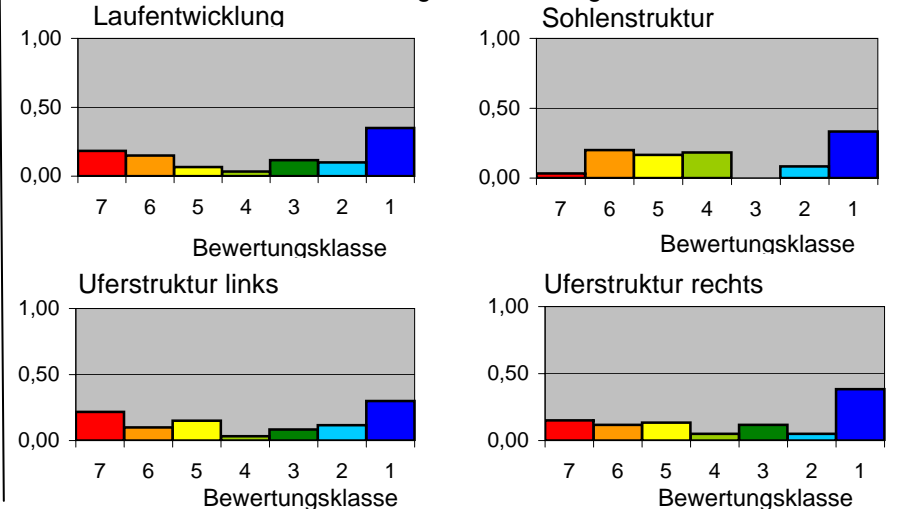 Laufentwicklung
1,00
0,50
0,00
7 6 5 4 3 2 1
Bewertungsklasse
Sohlenstruktur
1,00
0,50
0,00
7 6 5 4 3 2 1
Bewertungsklasse
Uferstruktur links
1,00
0,50
0,00
7 6 5 4 3 2 1
Bewertungsklasse
Uferstruktur rechts
1,00
0,50
0,00
7 6 5 4 3 2 1
Bewertungsklasse